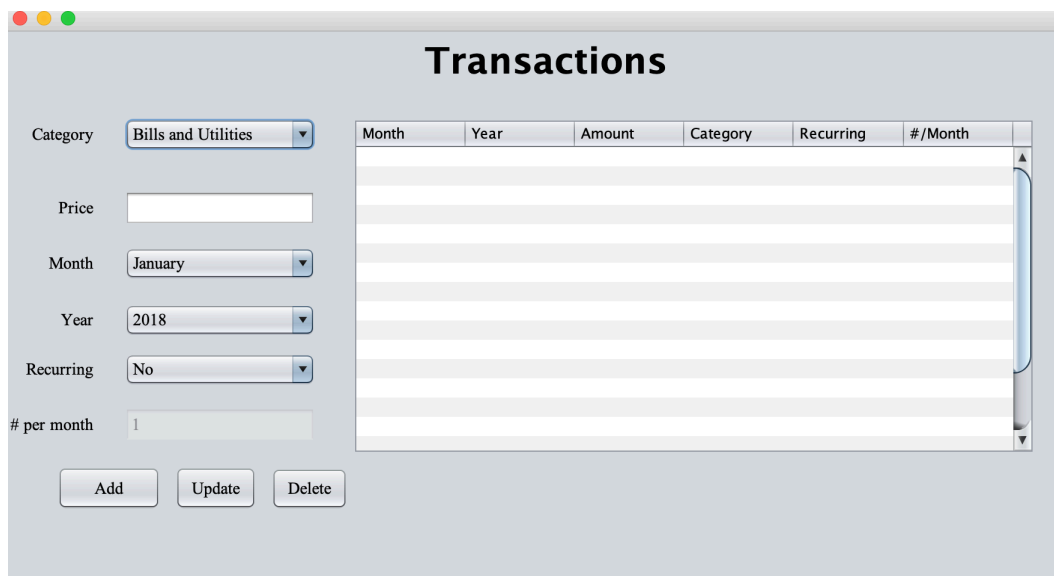 Transactions
Category Bills and Utilities
Price
Month January
Year 2018
Recurring No
# per month 1
Add Update Delete
Month Year Amount Category Recurring #/Month